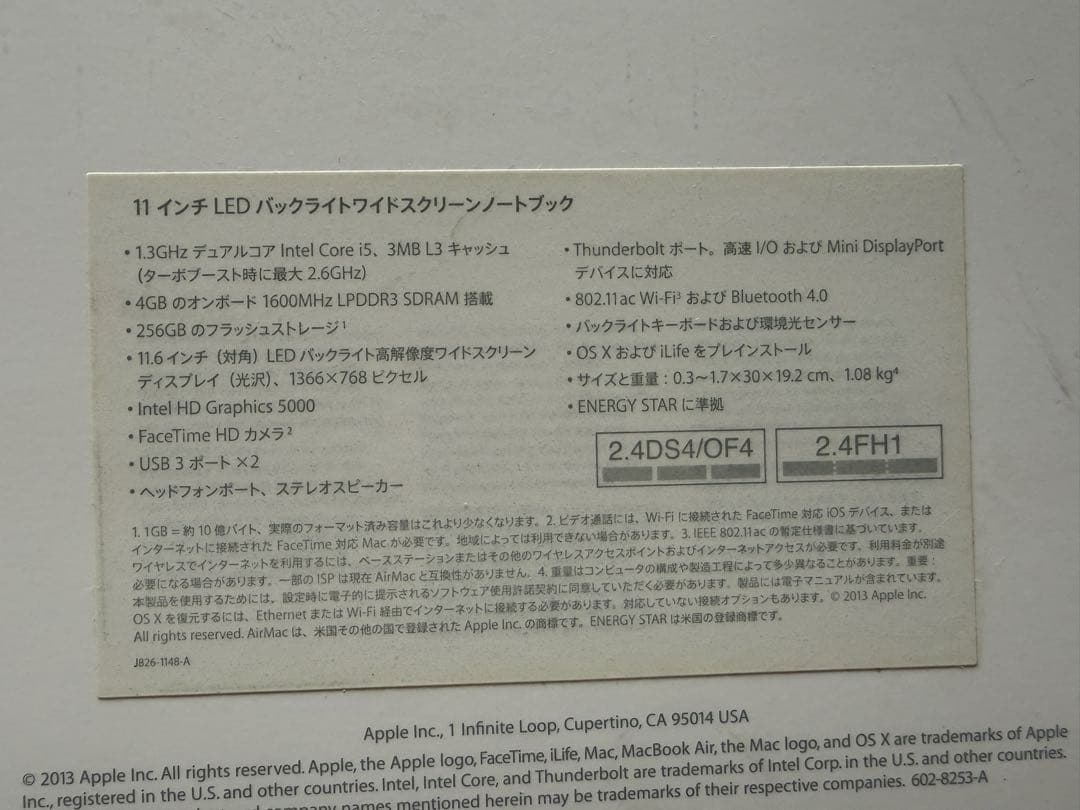 11 インチ LED バックライトワイドスクリーンノートブック
• 1.3GHz デュアルコア Intel Core i5、3MB L3 キャッシュ
(ターボブースト時に最大 2.6GHz)
• 4GB のオンボード 1600MHz LPDDR3 SDRAM 搭載
• 256GB のフラッシュストレージ¹
• 11.6 インチ（対角）LED バックライト高解像度ワイドスクリーン
ディスプレイ（光沢）、1366×768 ピクセル
• Intel HD Graphics 5000
• FaceTime HD カメラ²
• USB 3 ポート ×2
• ヘッドフォンポート、ステレオスピーカー
• Thunderbolt ポート。高速 I/O および Mini DisplayPort
デバイスに対応
• 802.11ac Wi-Fi³ および Bluetooth 4.0
• バックライトキーボードおよび環境光センサー
• OS X および iLife をプレインストール
• サイズと重量：0.3～1.7×30×19.2 cm、1.08 kg⁴
• ENERGY STAR に準拠
2.4DS4/OF4
2.4FH1
1. 1GB = 約 10 億バイト、実際のフォーマット済み容量はこれより少なくなります。2. ビデオ通話には、Wi-Fi に接続された FaceTime 対応 iOS デバイス、または
インターネットに接続された FaceTime 対応 Mac が必要です。地域によっては利用できない場合があります。3. IEEE 802.11ac の暫定仕様書に基づいています。
ワイヤレスでインターネットを利用するには、ベースステーションまたはその他のワイヤレスアクセスポイントおよびインターネットアクセスが必要です。利用料金が別途
必要になる場合があります。一部の ISP は現在 AirMac と互換性がありません。4. 重量はコンピュータの構成や製造工程によって多少異なることがあります。重要：
本製品を使用するためには、設定時に電子的に提示されるソフトウェア使用許諾契約に同意していただく必要があります。製品には電子マニュアルが含まれています。
OS X を復元するには、Ethernet または Wi-Fi 経由でインターネットに接続する必要があります。対応していない接続オプションもあります。© 2013 Apple Inc.
All rights reserved. AirMac は、米国その他の国で登録された Apple Inc. の商標です。ENERGY STAR は米国の登録商標です。
J826-1148-A
Apple Inc., 1 Infinite Loop, Cupertino, CA 95014 USA
© 2013 Apple Inc. All rights reserved. Apple, the Apple logo, FaceTime, iLife, Mac, MacBook Air, the Mac logo, and OS X are trademarks of Apple
Inc., registered in the U.S. and other countries. Intel, Intel Core, and Thunderbolt are trademarks of Intel Corp. in the U.S. and other countries.
company names mentioned herein may be trademarks of their respective companies. 602-8253-A